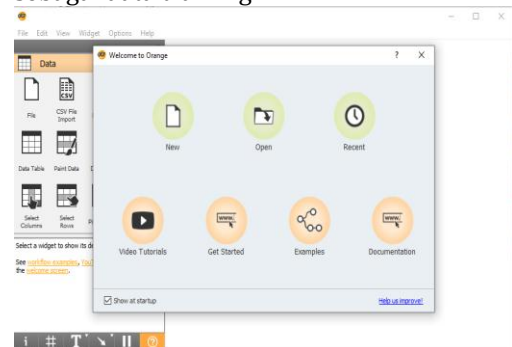 File Edit View Widget Options Help
Data
Welcome to Orange
?
X
File
CSV File
Import
Data Table
Paint Data
Select
Columns
Select
Rows
New
Open
Recent
Video Tutorials
Get Started
Examples
Documentation
Select a widget to show its de
See workflow examples, You
the welcome screen.
Show at startup
Help us improve!